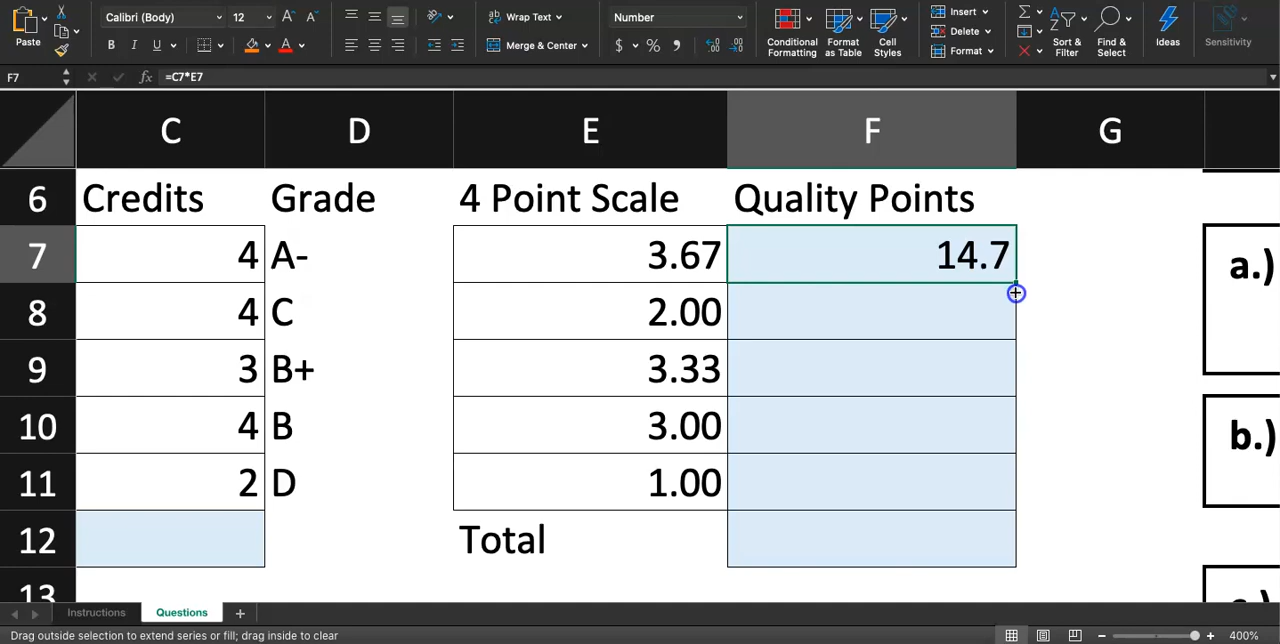 Calibri (Body) 12 Wrap Text Number Insert
Paste B I U Merge & Center $ % Conditional Formatting Format as Table Cell Styles Delete Format Sort & Filter Find & Select Ideas Sensitivity
F7 fx =C7*E7
C D E F G
6 Credits Grade 4 Point Scale Quality Points
7 4 A- 3.67 14.7 a.)
8 4 C 2.00
9 3 B+ 3.33
10 4 B 3.00 b.)
11 2 D 1.00
12 Total
13
Instructions Questions +
Drag outside selection to extend series or fill; drag inside to clear 400%